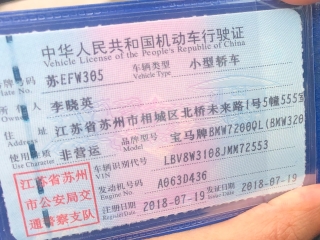 中华人民共和国机动车行驶证
Vehicle License of the People's Republic of China
号牌号码 苏EFW305 车辆类型 小型轿车
Vehicle Type
所有人 李晓英
住 址 江苏省苏州市相城区北桥未来路1号5幢555室
使用性质 非营运 品牌型号 宝马牌BMW7200QL(BMW320
Use Character Model
江苏省苏州市公安局交通警察支队
车辆识别代号 LBV8W3108JMM72553
VIN
发动机号码 A063D436
Engine No.
注册日期 2018-07-19 发证日期 2018-07-19
Register Date Issue Date